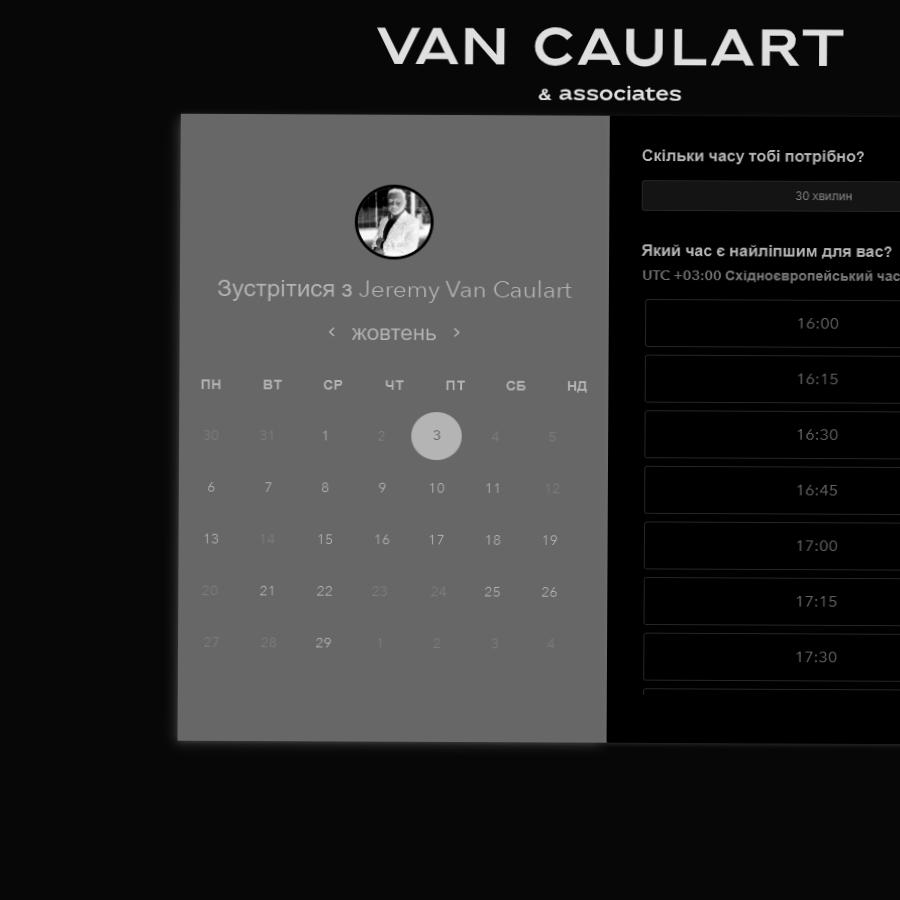 VAN CAULART
& associates
Зустрітися з Jeremy Van Caulart
жовтень
ПН ВТ СР ЧТ ПТ СБ НД
30 31 1 2 3 4 5
6 7 8 9 10 11 12
13 14 15 16 17 18 19
20 21 22 23 24 25 26
27 28 29 1 2 3 4
Скільки часу тобі потрібно?
30 хвилин
Який час є найліпшим для вас?
UTC +03:00 Східноєвропейський час
16:00
16:15
16:30
16:45
17:00
17:15
17:30